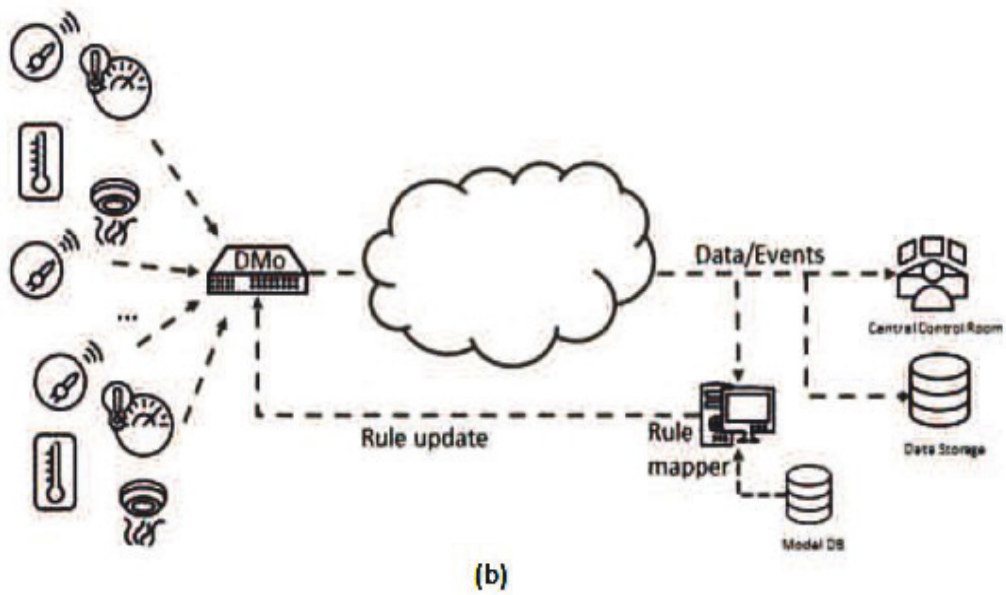 DMo
Data/Events
Central Control Room
...
Rule update
Rule
mapper
Data Storage
Model DB
(b)